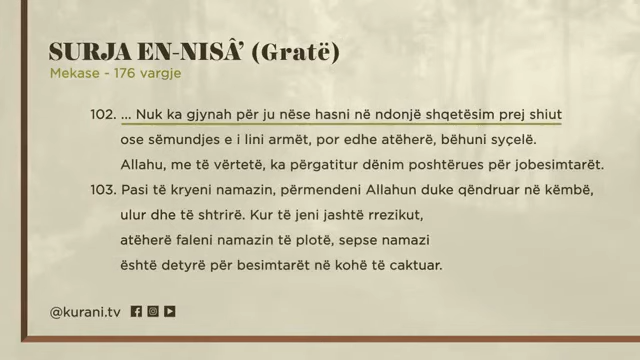 SURJA EN-NISÂ’ (Gratë)
Mekase - 176 vargje
102. ... Nuk ka gjynah për ju nëse hasni në ndonjë shqetësim prej shiut
ose sëmundjes e i lini armët, por edhe atëherë, bëhuni syçelë.
Allahu, me të vërtetë, ka përgatitur dënim poshtërues për jobesimtarët.
103. Pasi të kryeni namazin, përmendeni Allahun duke qëndruar në këmbë,
ulur dhe të shtrirë. Kur të jeni jashtë rrezikut,
atëherë faleni namazin të plotë, sepse namazi
është detyrë për besimtarët në kohë të caktuar.
@kurani.tv